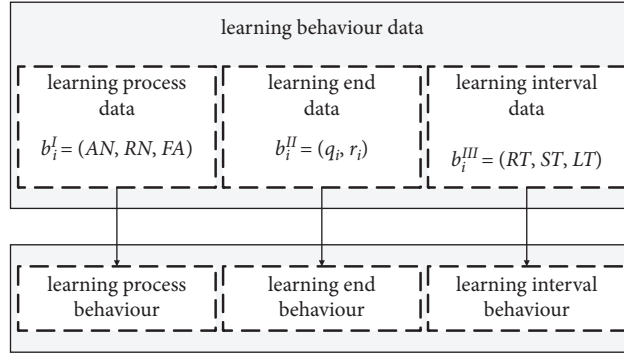 learning behaviour data
learning process
data
b_i^I = (AN, RN, FA)
learning end
data
b_i^{II} = (q_i, r_i)
learning interval
data
b_i^{III} = (RT, ST, LT)
learning process
behaviour
learning end
behaviour
learning interval
behaviour